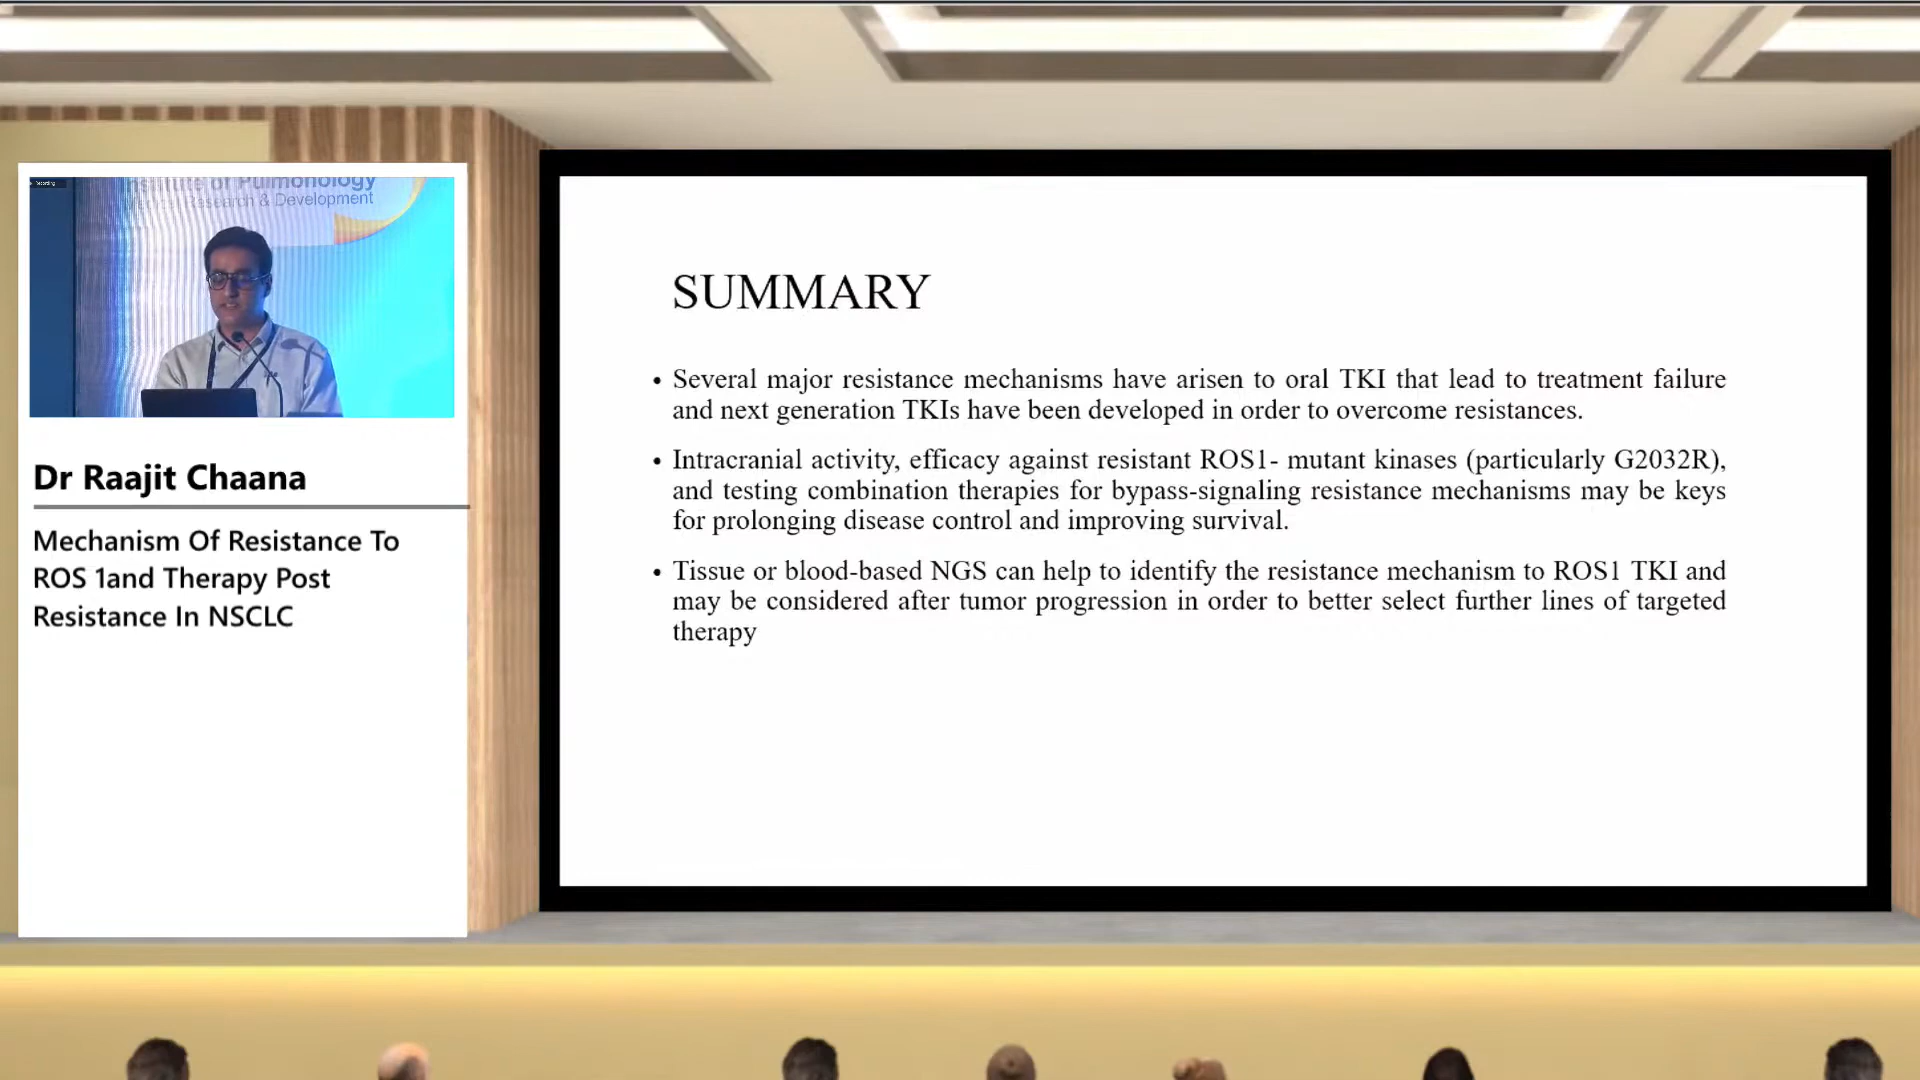 Recording
Institute of Pulmonology
Medical Research & Development
Dr Raajit Chaana
Mechanism Of Resistance To
ROS 1and Therapy Post
Resistance In NSCLC
SUMMARY
• Several major resistance mechanisms have arisen to oral TKI that lead to treatment failure
and next generation TKIs have been developed in order to overcome resistances.
• Intracranial activity, efficacy against resistant ROS1- mutant kinases (particularly G2032R),
and testing combination therapies for bypass-signaling resistance mechanisms may be keys
for prolonging disease control and improving survival.
• Tissue or blood-based NGS can help to identify the resistance mechanism to ROS1 TKI and
may be considered after tumor progression in order to better select further lines of targeted
therapy